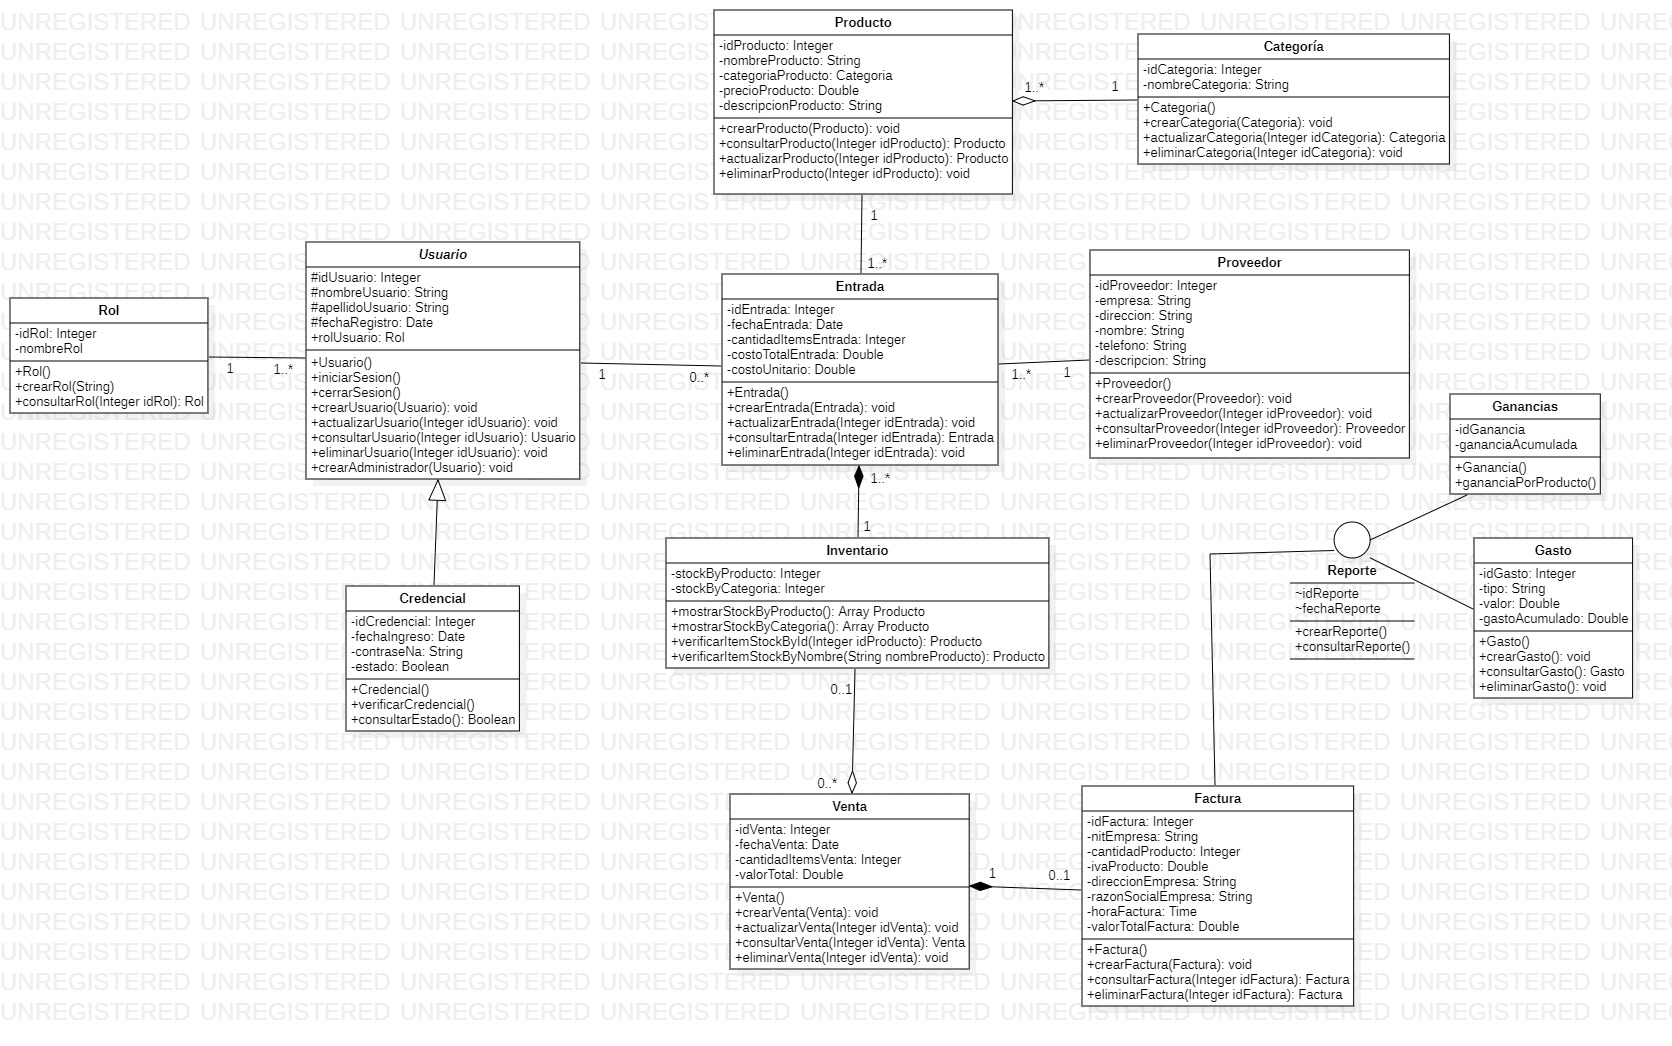 Producto
-idProducto: Integer
-nombreProducto: String
-categoriaProducto: Categoria
-precioProducto: Double
-descripcionProducto: String
+crearProducto(Producto): void
+consultarProducto(Integer idProducto): Producto
+actualizarProducto(Integer idProducto): Producto
+eliminarProducto(Integer idProducto): void
1..*
1
Categoría
-idCategoria: Integer
-nombreCategoria: String
+Categoria()
+crearCategoria(Categoria): void
+actualizarCategoria(Integer idCategoria): Categoria
+eliminarCategoria(Integer idCategoria): void
1
1..*
Rol
-idRol: Integer
-nombreRol
+Rol()
+crearRol(String)
+consultarRol(Integer idRol): Rol
1
1..*
Usuario
#idUsuario: Integer
#nombreUsuario: String
#apellidoUsuario: String
#fechaRegistro: Date
+rolUsuario: Rol
+Usuario()
+iniciarSesion()
+cerrarSesion()
+crearUsuario(Usuario): void
+actualizarUsuario(Integer idUsuario): void
+consultarUsuario(Integer idUsuario): Usuario
+eliminarUsuario(Integer idUsuario): void
+crearAdministrador(Usuario): void
1
0..*
Entrada
-idEntrada: Integer
-fechaEntrada: Date
-cantidadItemsEntrada: Integer
-costoTotalEntrada: Double
-costoUnitario: Double
+Entrada()
+crearEntrada(Entrada): void
+actualizarEntrada(Integer idEntrada): void
+consultarEntrada(Integer idEntrada): Entrada
+eliminarEntrada(Integer idEntrada): void
1..*
1
Proveedor
-idProveedor: Integer
-empresa: String
-direccion: String
-nombre: String
-telefono: String
-descripcion: String
+Proveedor()
+crearProveedor(Proveedor): void
+actualizarProveedor(Integer idProveedor): void
+consultarProveedor(Integer idProveedor): Proveedor
+eliminarProveedor(Integer idProveedor): void
Ganancias
-idGanancia
-gananciaAcumulada
+Ganancia()
+gananciaPorProducto()
1..*
1
Credencial
-idCredencial: Integer
-fechaIngreso: Date
-contraseNa: String
-estado: Boolean
+Credencial()
+verificarCredencial()
+consultarEstado(): Boolean
Inventario
-stockByProducto: Integer
-stockByCategoria: Integer
+mostrarStockByProducto(): Array Producto
+mostrarStockByCategoria(): Array Producto
+verificarItemStockById(Integer idProducto): Producto
+verificarItemStockByNombre(String nombreProducto): Producto
Reporte
~idReporte
~fechaReporte
+crearReporte()
+consultarReporte()
Gasto
-idGasto: Integer
-tipo: String
-valor: Double
-gastoAcumulado: Double
+Gasto()
+crearGasto(): void
+consultarGasto(): Gasto
+eliminarGasto(): void
0..1
0..*
Venta
-idVenta: Integer
-fechaVenta: Date
-cantidadItemsVenta: Integer
-valorTotal: Double
+Venta()
+crearVenta(Venta): void
+actualizarVenta(Integer idVenta): void
+consultarVenta(Integer idVenta): Venta
+eliminarVenta(Integer idVenta): void
1
0..1
Factura
-idFactura: Integer
-nitEmpresa: String
-cantidadProducto: Integer
-ivaProducto: Double
-direccionEmpresa: String
-razonSocialEmpresa: String
-horaFactura: Time
-valorTotalFactura: Double
+Factura()
+crearFactura(Factura): void
+consultarFactura(Integer idFactura): Factura
+eliminarFactura(Integer idFactura): Factura
UNREGISTERED